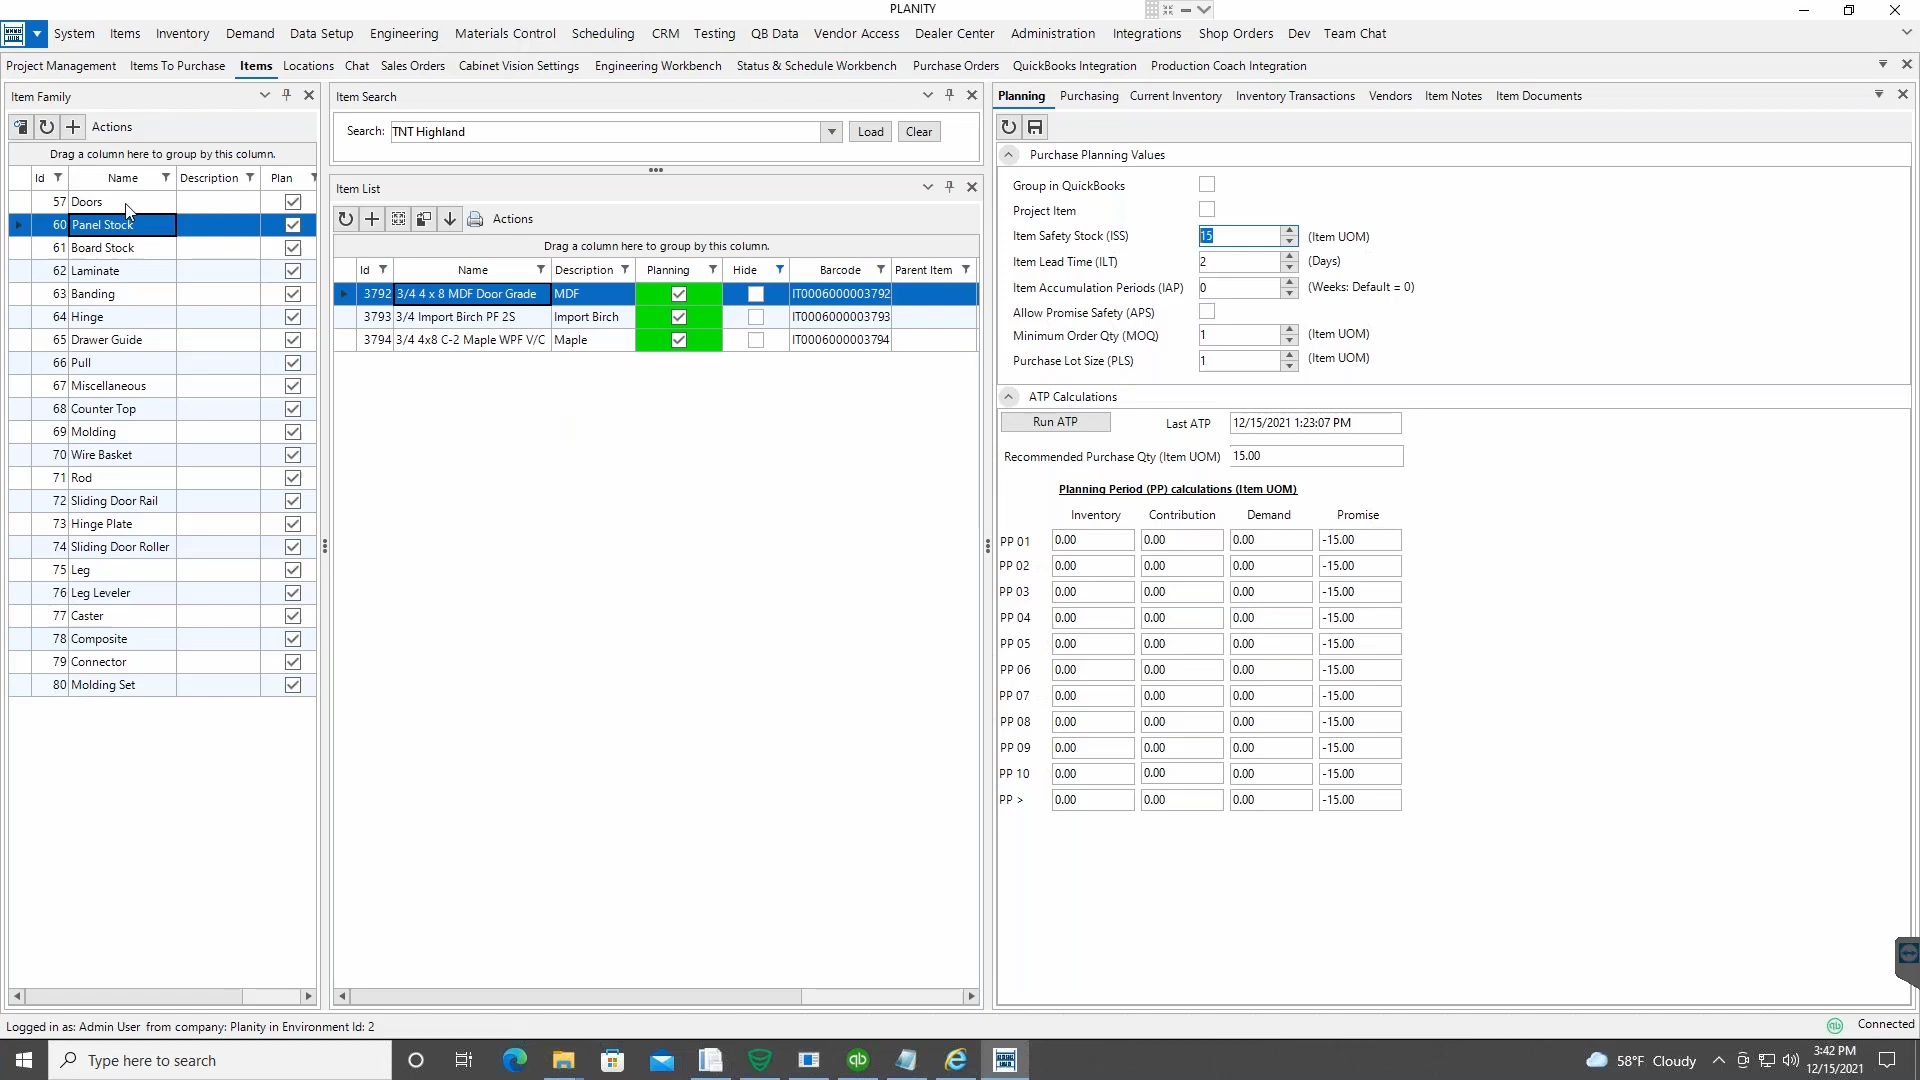 PLANITY
System Items Inventory Demand Data Setup Engineering Materials Control Scheduling CRM Testing QB Data Vendor Access Dealer Center Administration Integrations Shop Orders Dev Team Chat
Project Management Items To Purchase Items Locations Chat Sales Orders Cabinet Vision Settings Engineering Workbench Status & Schedule Workbench Purchase Orders QuickBooks Integration Production Coach Integration
Item Family
Actions
Drag a column here to group by this column.
Id Name Description Plan
57 Doors
60 Panel Stock
61 Board Stock
62 Laminate
63 Banding
64 Hinge
65 Drawer Guide
66 Pull
67 Miscellaneous
68 Counter Top
69 Molding
70 Wire Basket
71 Rod
72 Sliding Door Rail
73 Hinge Plate
74 Sliding Door Roller
75 Leg
76 Leg Leveler
77 Caster
78 Composite
79 Connector
80 Molding Set
Item Search
Search: TNT Highland Load Clear
Item List
Actions
Drag a column here to group by this column.
Id Name Description Planning Hide Barcode Parent Item
3792 3/4 4 x 8 MDF Door Grade MDF IT0006000003792
3793 3/4 Import Birch PF 2S Import Birch IT0006000003793
3794 3/4 4x8 C-2 Maple WPF V/C Maple IT0006000003794
Planning Purchasing Current Inventory Inventory Transactions Vendors Item Notes Item Documents
Purchase Planning Values
Group in QuickBooks
Project Item
Item Safety Stock (ISS) 15 (Item UOM)
Item Lead Time (ILT) 2 (Days)
Item Accumulation Periods (IAP) 0 (Weeks: Default = 0)
Allow Promise Safety (APS)
Minimum Order Qty (MOQ) 1 (Item UOM)
Purchase Lot Size (PLS) 1 (Item UOM)
ATP Calculations
Run ATP Last ATP 12/15/2021 1:23:07 PM
Recommended Purchase Qty (Item UOM) 15.00
Planning Period (PP) calculations (Item UOM)
Inventory Contribution Demand Promise
PP 01 0.00 0.00 0.00 -15.00
PP 02 0.00 0.00 0.00 -15.00
PP 03 0.00 0.00 0.00 -15.00
PP 04 0.00 0.00 0.00 -15.00
PP 05 0.00 0.00 0.00 -15.00
PP 06 0.00 0.00 0.00 -15.00
PP 07 0.00 0.00 0.00 -15.00
PP 08 0.00 0.00 0.00 -15.00
PP 09 0.00 0.00 0.00 -15.00
PP 10 0.00 0.00 0.00 -15.00
PP > 0.00 0.00 0.00 -15.00
Logged in as: Admin User from company: Planity in Environment Id: 2
qb Connected
Type here to search
qb
58°F Cloudy
3:42 PM
12/15/2021